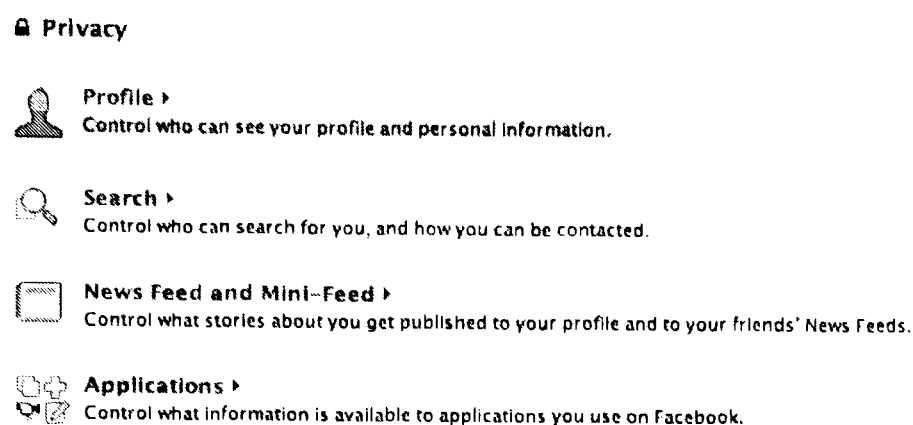 Privacy
Profile ▸
Control who can see your profile and personal information.
Search ▸
Control who can search for you, and how you can be contacted.
News Feed and Mini-Feed ▸
Control what stories about you get published to your profile and to your friends' News Feeds.
Applications ▸
Control what information is available to applications you use on Facebook.